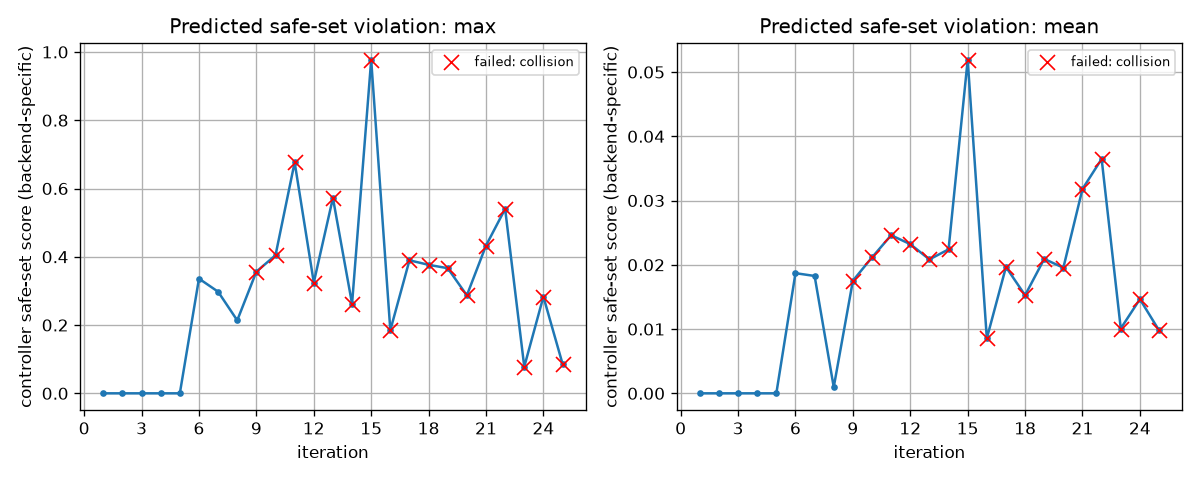 Predicted safe-set violation: max
controller safe-set score (backend-specific)
1.0
0.8
0.6
0.4
0.2
0.0
0 3 6 9 12 15 18 21 24
iteration
failed: collision
Predicted safe-set violation: mean
controller safe-set score (backend-specific)
0.05
0.04
0.03
0.02
0.01
0.00
0 3 6 9 12 15 18 21 24
iteration
failed: collision